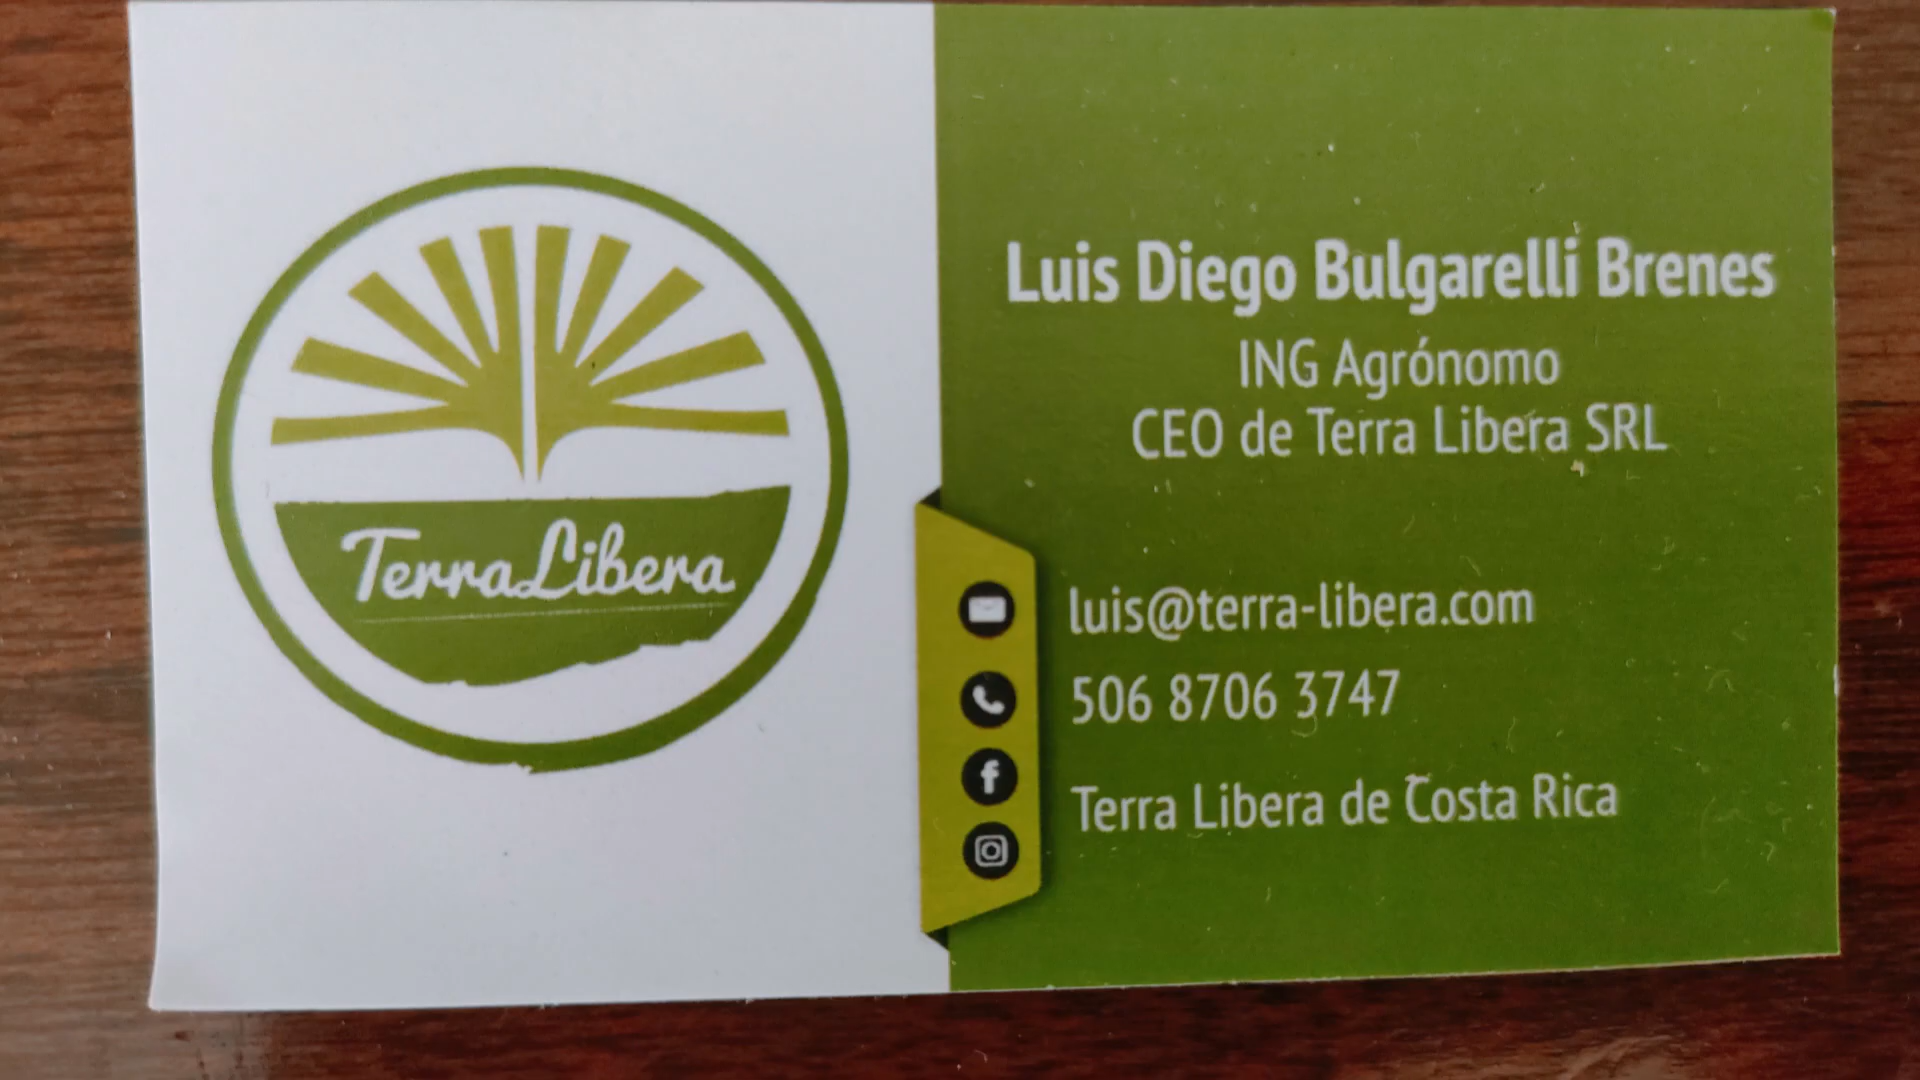 TerraLibera
Luis Diego Bulgarelli Brenes
ING Agrónomo
CEO de Terra Libera SRL
luis@terra-libera.com
506 8706 3747
Terra Libera de Costa Rica